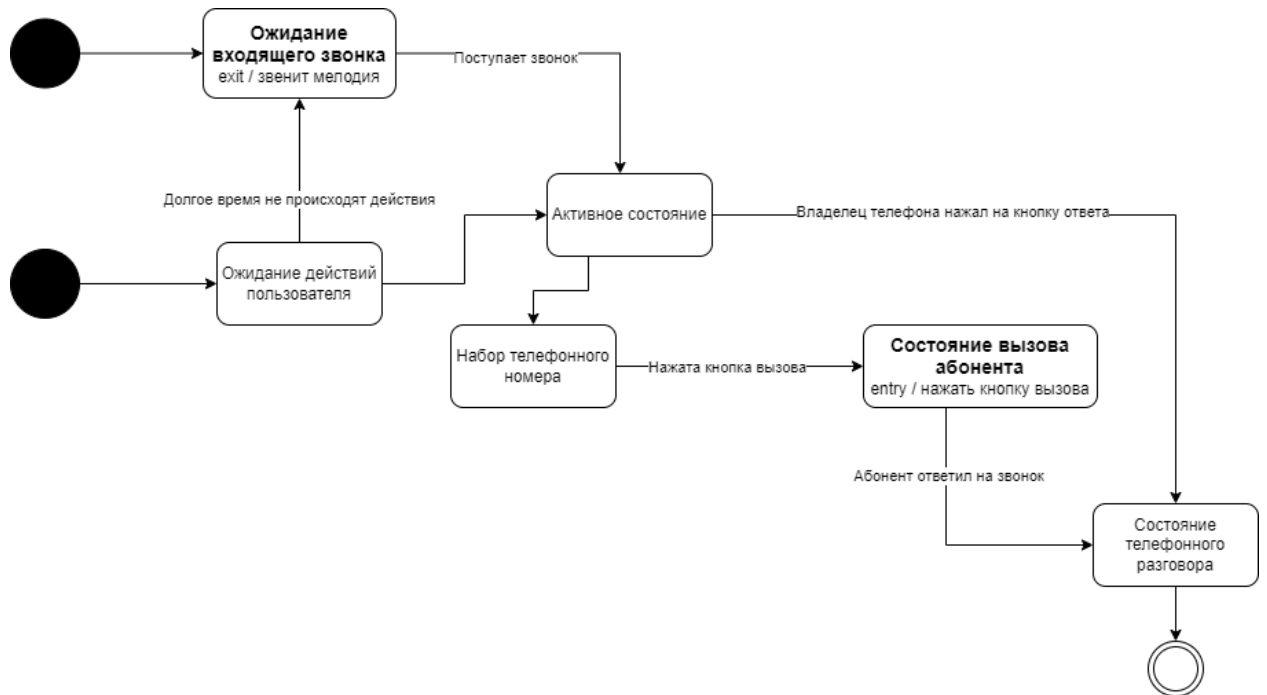 Ожидание
входящего звонка
exit / звенит мелодия
Поступает звонок
Долгое время не происходят действия
Активное состояние
Владелец телефона нажал на кнопку ответа
Ожидание действий
пользователя
Набор телефонного
номера
Нажата кнопка вызова
Состояние вызова
абонента
entry / нажать кнопку вызова
Абонент ответил на звонок
Состояние
телефонного
разговора